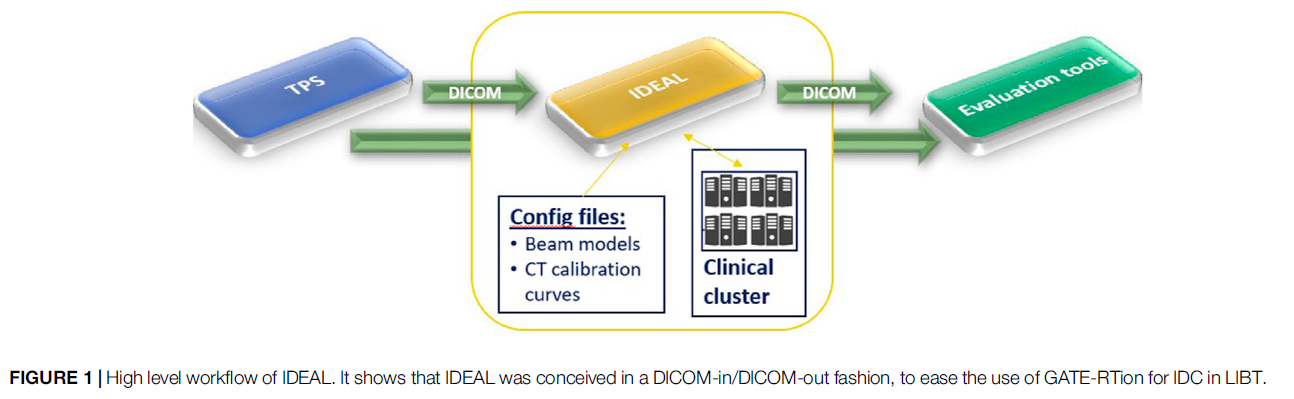 TPS
DICOM
IDEAL
DICOM
Evaluation tools
Config files:
• Beam models
• CT calibration
curves
Clinical
cluster
FIGURE 1 | High level workflow of IDEAL. It shows that IDEAL was conceived in a DICOM-in/DICOM-out fashion, to ease the use of GATE-RTion for IDC in LIBT.